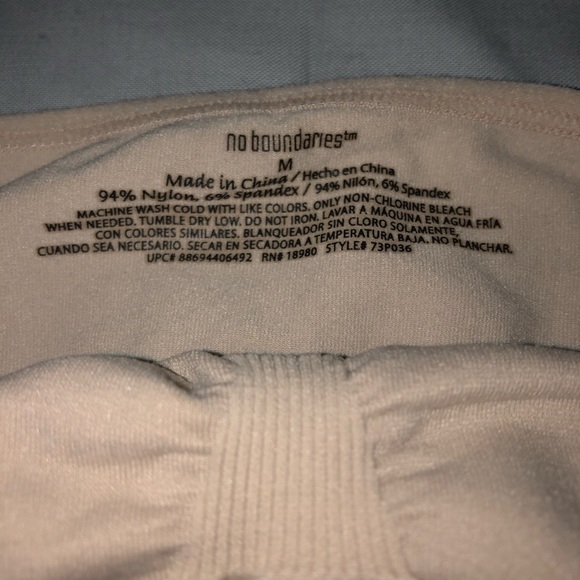 no boundaries™
M
Made in China / Hecho en China
94% Nylon, 6% Spandex / 94% Nilón, 6% Spandex
MACHINE WASH COLD WITH LIKE COLORS. ONLY NON-CHLORINE BLEACH
WHEN NEEDED. TUMBLE DRY LOW, DO NOT IRON. LAVAR A MÁQUINA EN AGUA FRÍA
CON COLORES SIMILARES. BLANQUEADOR SIN CLORO SOLAMENTE,
CUANDO SEA NECESARIO. SECAR EN SECADORA A TEMPERATURA BAJA. NO PLANCHAR.
UPC# 88694406492 RN# 18980 STYLE# 73P036